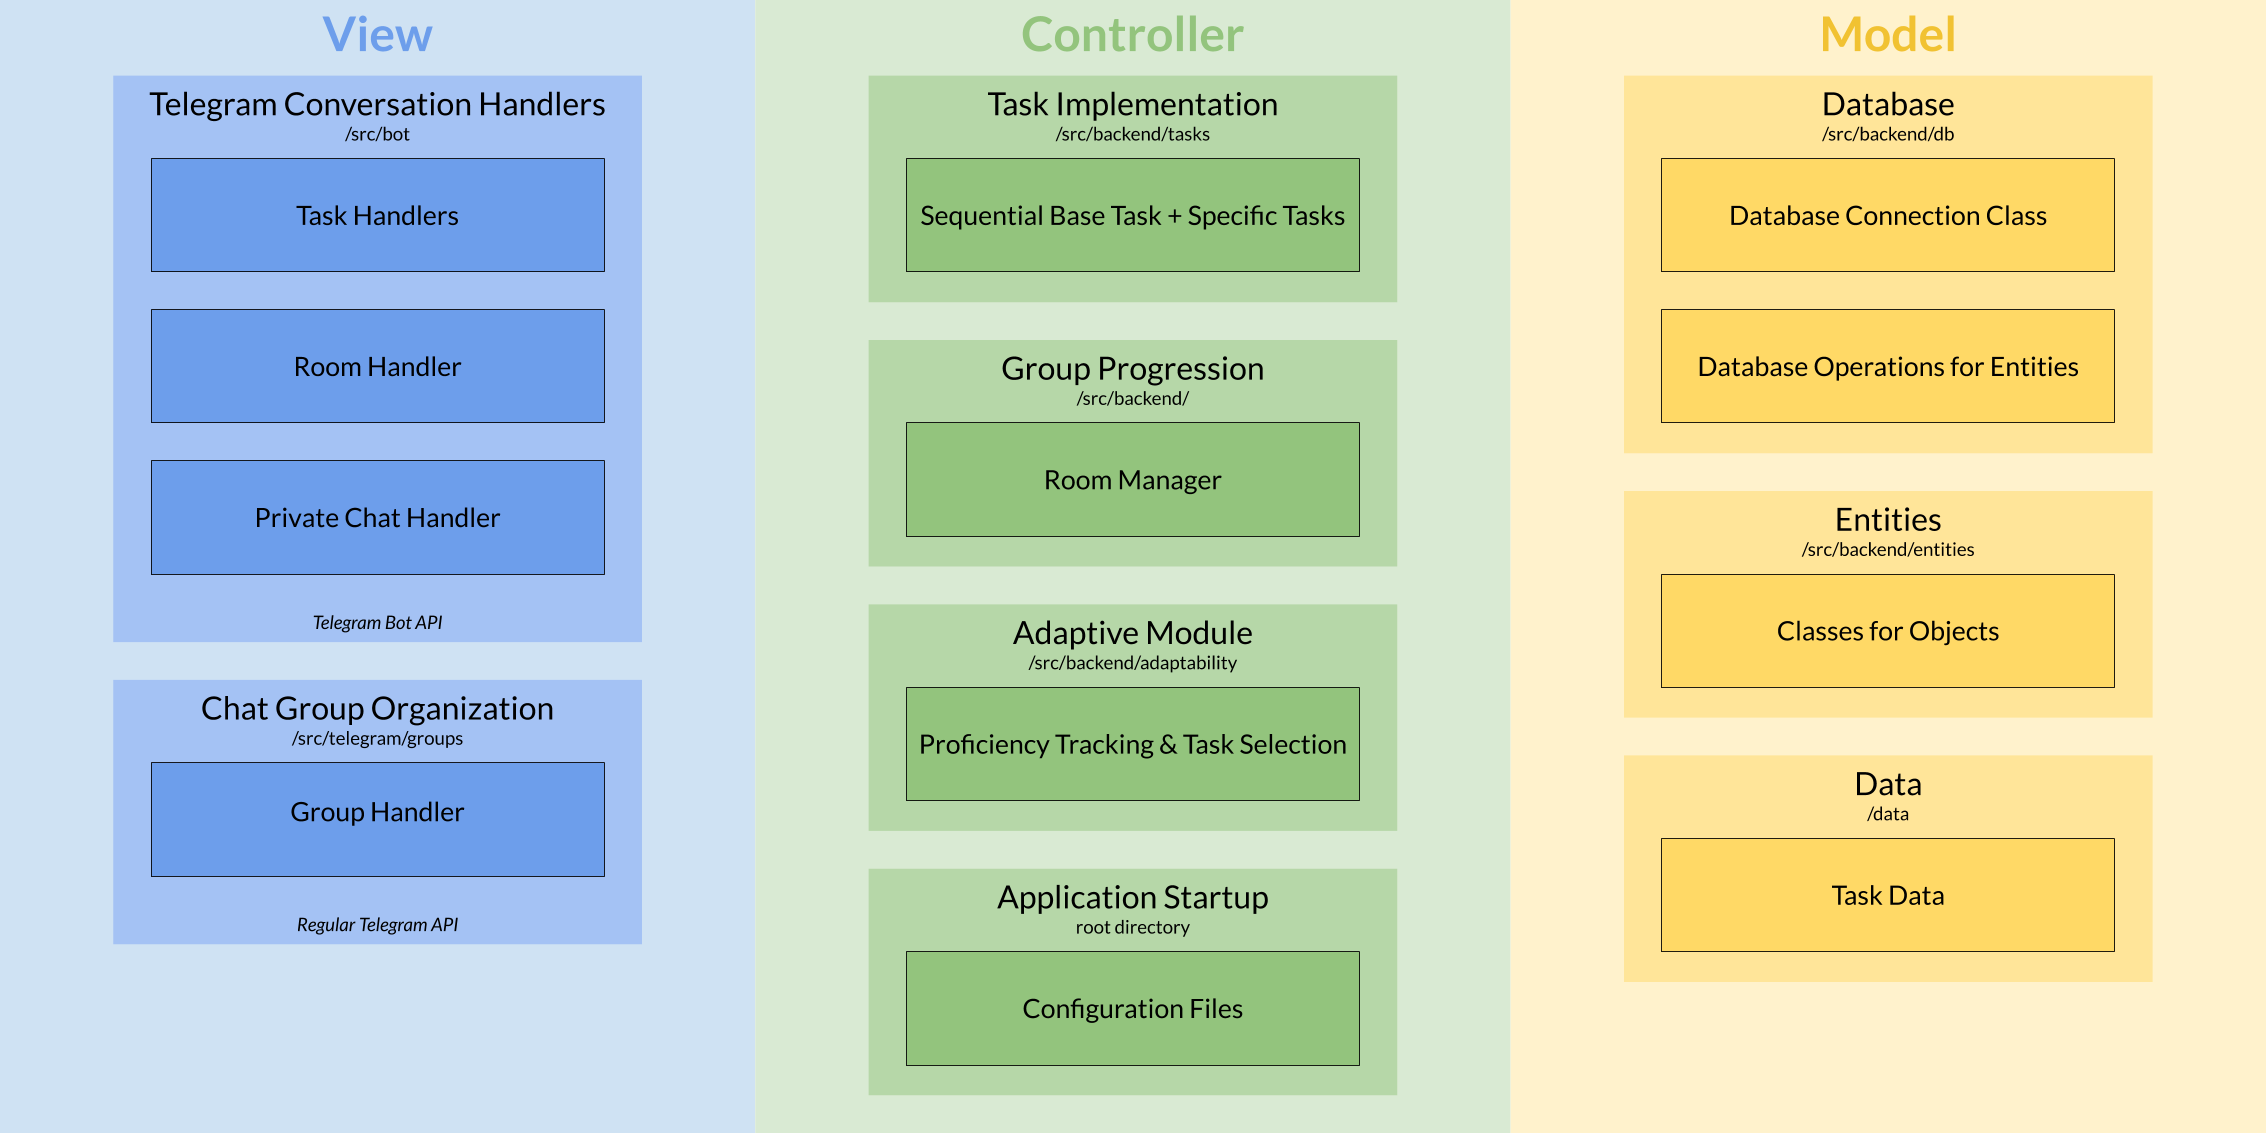 View
Telegram Conversation Handlers
/src/bot
Task Handlers
Room Handler
Private Chat Handler
Telegram Bot API
Chat Group Organization
/src/telegram/groups
Group Handler
Regular Telegram API
Controller
Task Implementation
/src/backend/tasks
Sequential Base Task + Specific Tasks
Group Progression
/src/backend/
Room Manager
Adaptive Module
/src/backend/adaptability
Proficiency Tracking & Task Selection
Application Startup
root directory
Configuration Files
Model
Database
/src/backend/db
Database Connection Class
Database Operations for Entities
Entities
/src/backend/entities
Classes for Objects
Data
/data
Task Data